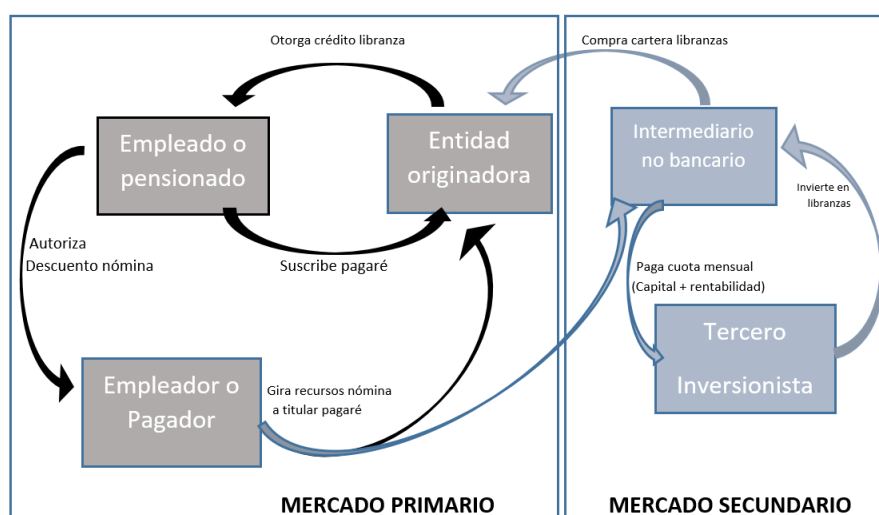 Otorga crédito libranza
Compra cartera libranzas
Empleado o
pensionado
Entidad
originadora
Intermediario
no bancario
Invierte en
libranzas
Autoriza
Descuento nómina
Suscribe pagaré
Paga cuota mensual
(Capital + rentabilidad)
Tercero
Inversionista
Empleador o
Pagador
Gira recursos nómina
a titular pagaré
MERCADO PRIMARIO
MERCADO SECUNDARIO